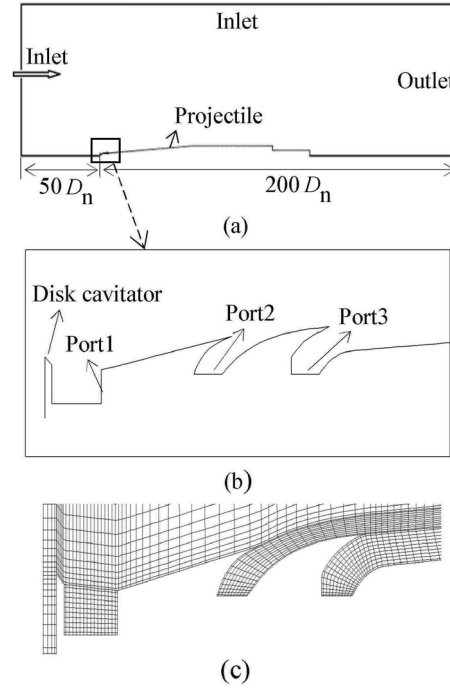 Inlet
Inlet
Outlet
Projectile
50 Dn
200 Dn
(a)
Disk cavitator
Port1
Port2
Port3
(b)
(c)